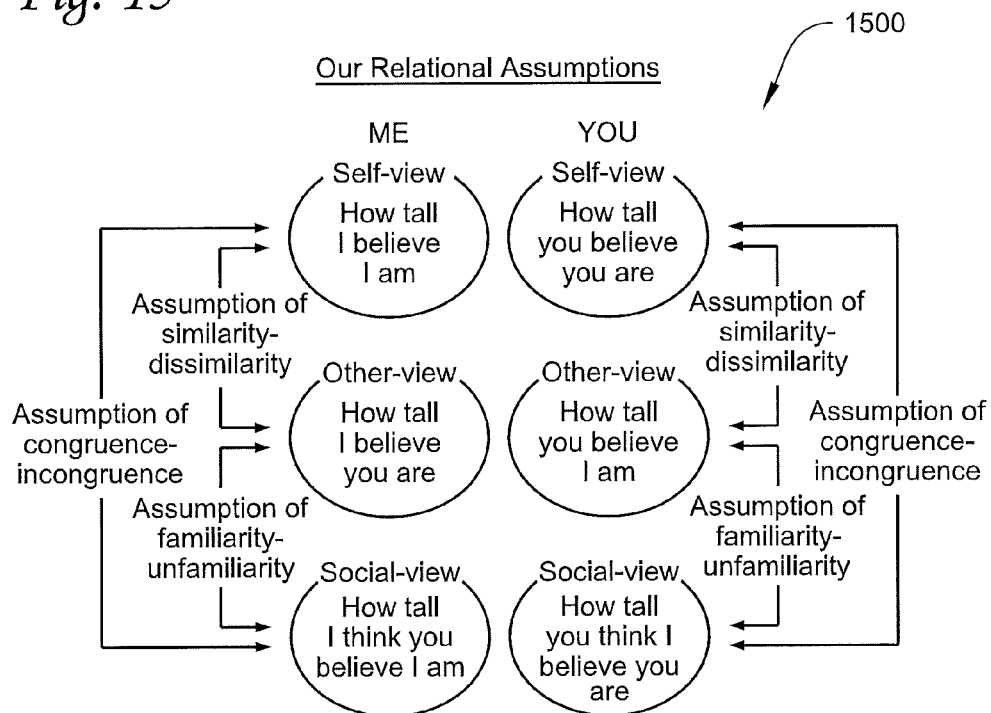 Fig. 15
1500
Our Relational Assumptions
ME
YOU
Self-view
How tall
I believe
I am
Self-view
How tall
you believe
you are
Assumption of
similarity-
dissimilarity
Assumption of
similarity-
dissimilarity
Other-view
How tall
I believe
you are
Other-view
How tall
you believe
I am
Assumption of
congruence-
incongruence
Assumption of
congruence-
incongruence
Assumption of
familiarity-
unfamiliarity
Assumption of
familiarity-
unfamiliarity
Social-view
How tall
I think you
believe I am
Social-view
How tall
you think I
believe you
are